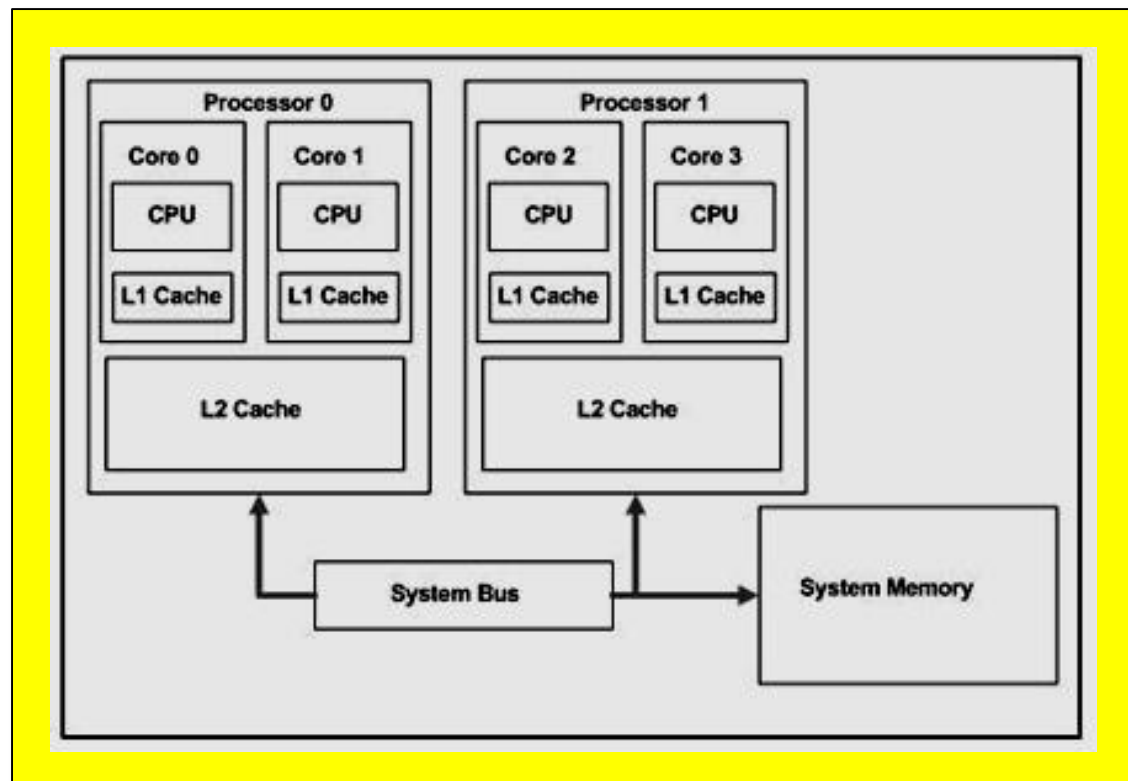 Processor 0
Core 0
CPU
L1 Cache
Core 1
CPU
L1 Cache
L2 Cache
Processor 1
Core 2
CPU
L1 Cache
Core 3
CPU
L1 Cache
L2 Cache
System Bus
System Memory